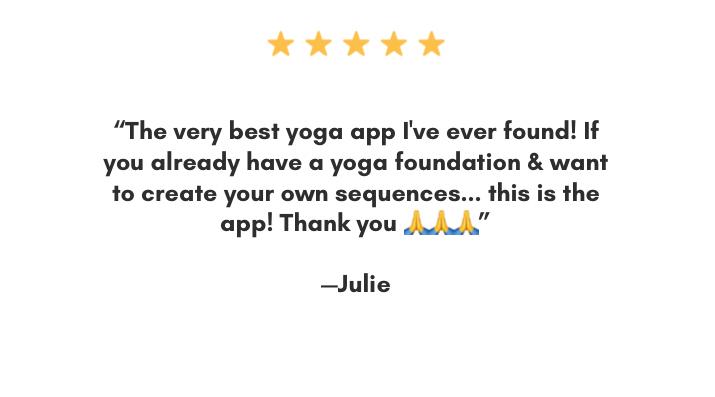 “The very best yoga app I've ever found! If
you already have a yoga foundation & want
to create your own sequences... this is the
app! Thank you 🙏🙏🙏”
—Julie